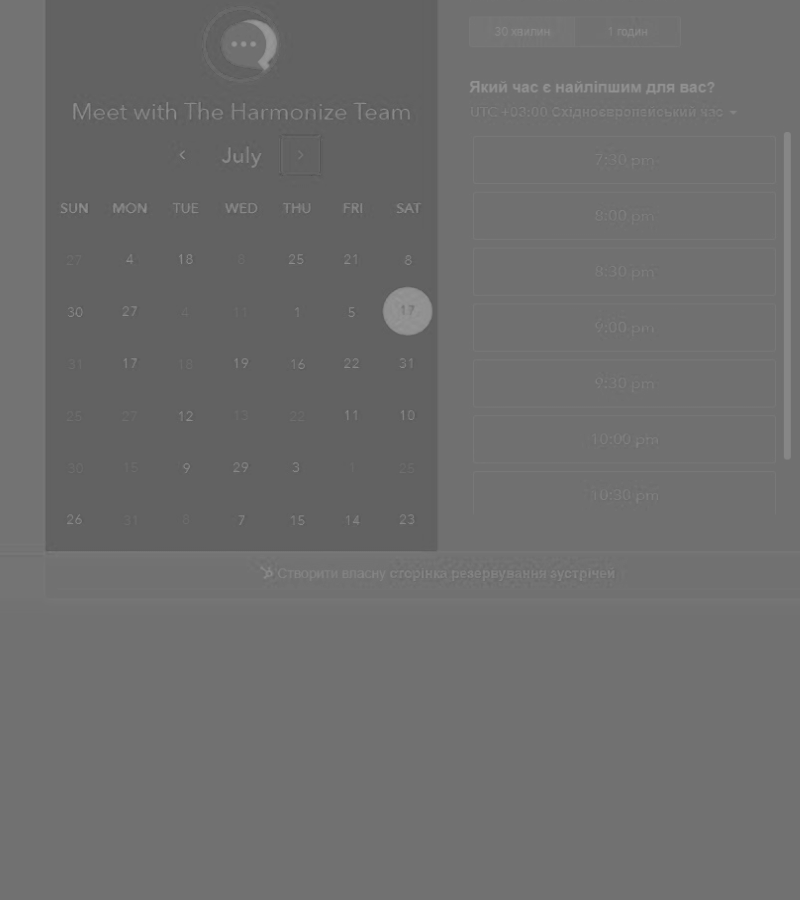 Meet with The Harmonize Team
July
SUN MON TUE WED THU FRI SAT
27 4 18 8 25 21 8
30 27 4 11 1 5 17
31 17 18 19 16 22 31
25 27 12 13 22 11 10
30 15 9 29 3 1 26
26 31 8 7 15 14 23
30 хвилин 1 годин
Який час є найліпшим для вас?
UTC +03:00 Східноєвропейський час
7:30 pm
8:00 pm
8:30 pm
9:00 pm
9:30 pm
10:00 pm
10:30 pm
Створити власну сторінка резервування зустрічей